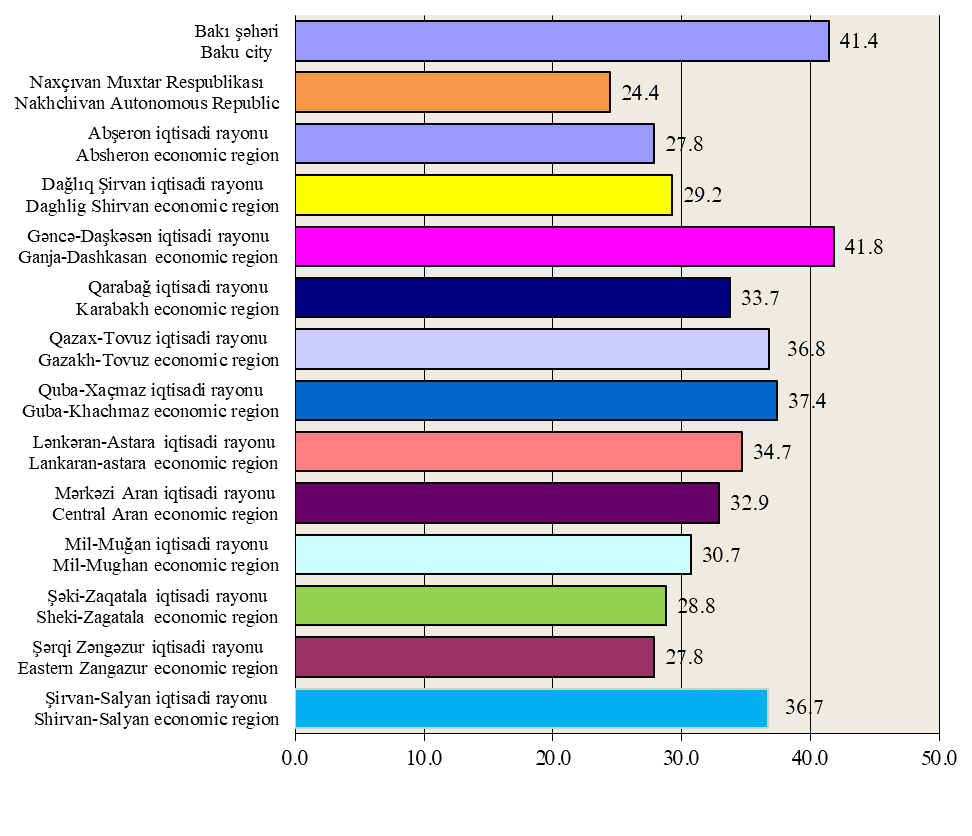 Bakı şəhəri
Baku city
41.4
Naxçıvan Muxtar Respublikası
Nakhchivan Autonomous Republic
24.4
Abşeron iqtisadi rayonu
Absheron economic region
27.8
Dağlıq Şirvan iqtisadi rayonu
Daghlig Shirvan economic region
29.2
Gəncə-Daşkəsən iqtisadi rayonu
Ganja-Dashkasan economic region
41.8
Qarabağ iqtisadi rayonu
Karabakh economic region
33.7
Qazax-Tovuz iqtisadi rayonu
Gazakh-Tovuz economic region
36.8
Quba-Xaçmaz iqtisadi rayonu
Guba-Khachmaz economic region
37.4
Lənkəran-Astara iqtisadi rayonu
Lankaran-astara economic region
34.7
Mərkəzi Aran iqtisadi rayonu
Central Aran economic region
32.9
Mil-Muğan iqtisadi rayonu
Mil-Mughan economic region
30.7
Şəki-Zaqatala iqtisadi rayonu
Sheki-Zagatala economic region
28.8
Şərqi Zəngəzur iqtisadi rayonu
Eastern Zangazur economic region
27.8
Şirvan-Salyan iqtisadi rayonu
Shirvan-Salyan economic region
36.7
0.0 10.0 20.0 30.0 40.0 50.0